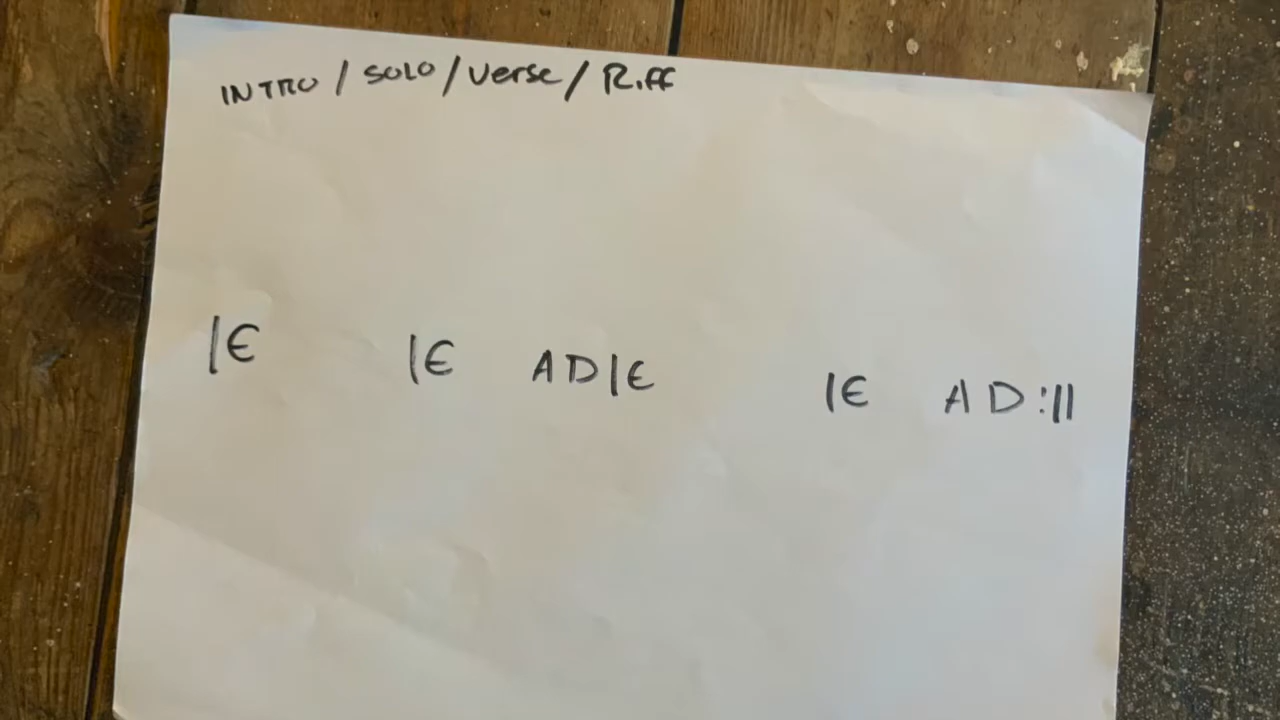 INTRO / SOLO / Verse / Riff
|E |E AD|E |E AD:||